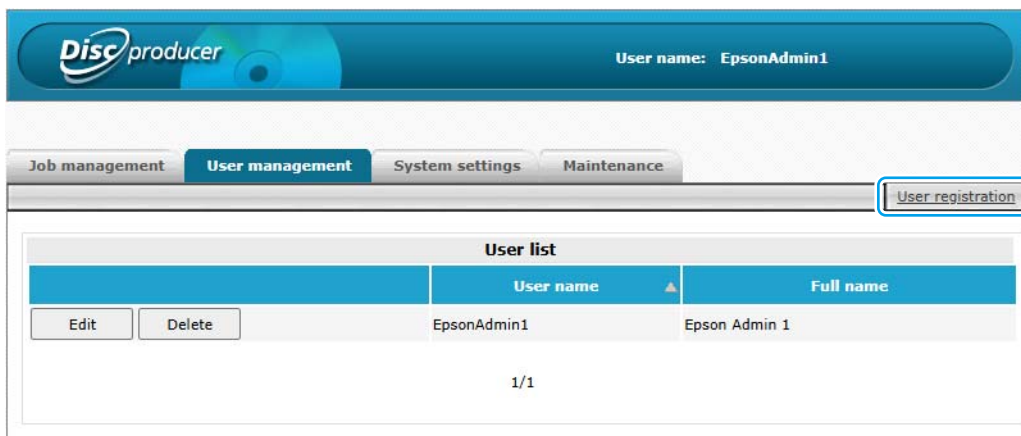 Disc producer
User name: EpsonAdmin1
Job management User management System settings Maintenance
User registration
User list
User name Full name
Edit Delete EpsonAdmin1 Epson Admin 1
1/1